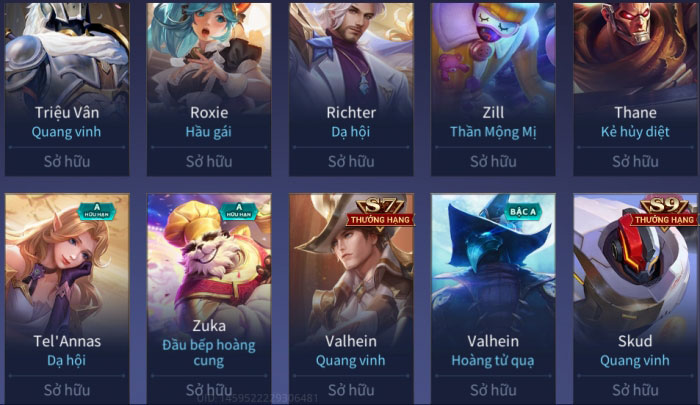 Triệu Vân
Quang vinh
Sở hữu
Roxie
Hầu gái
Sở hữu
Richter
Dạ hội
Sở hữu
Zill
Thần Mộng Mị
Sở hữu
Thane
Kẻ hủy diệt
Sở hữu
A
HỮU HẠN
Tel'Annas
Dạ hội
Sở hữu
A
HỮU HẠN
Zuka
Đầu bếp hoàng
cung
Sở hữu
S7
THƯỞNG HẠNG
Valhein
Quang vinh
Sở hữu
BẬC A
Valhein
Hoàng tử quạ
Sở hữu
S9
THƯỞNG HẠNG
Skud
Quang vinh
Sở hữu
UID:1459522229306481